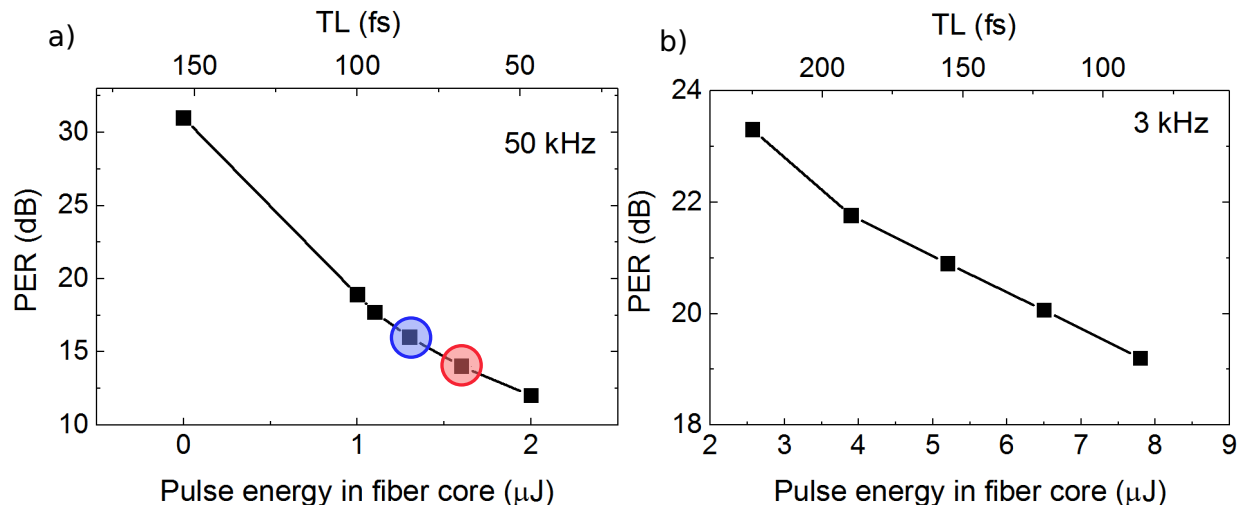 a)
TL (fs)
150 100 50
30
25
20
15
10
PER (dB)
50 kHz
0 1 2
Pulse energy in fiber core (μJ)
b)
TL (fs)
200 150 100
24
22
20
18
PER (dB)
3 kHz
2 3 4 5 6 7 8 9
Pulse energy in fiber core (μJ)